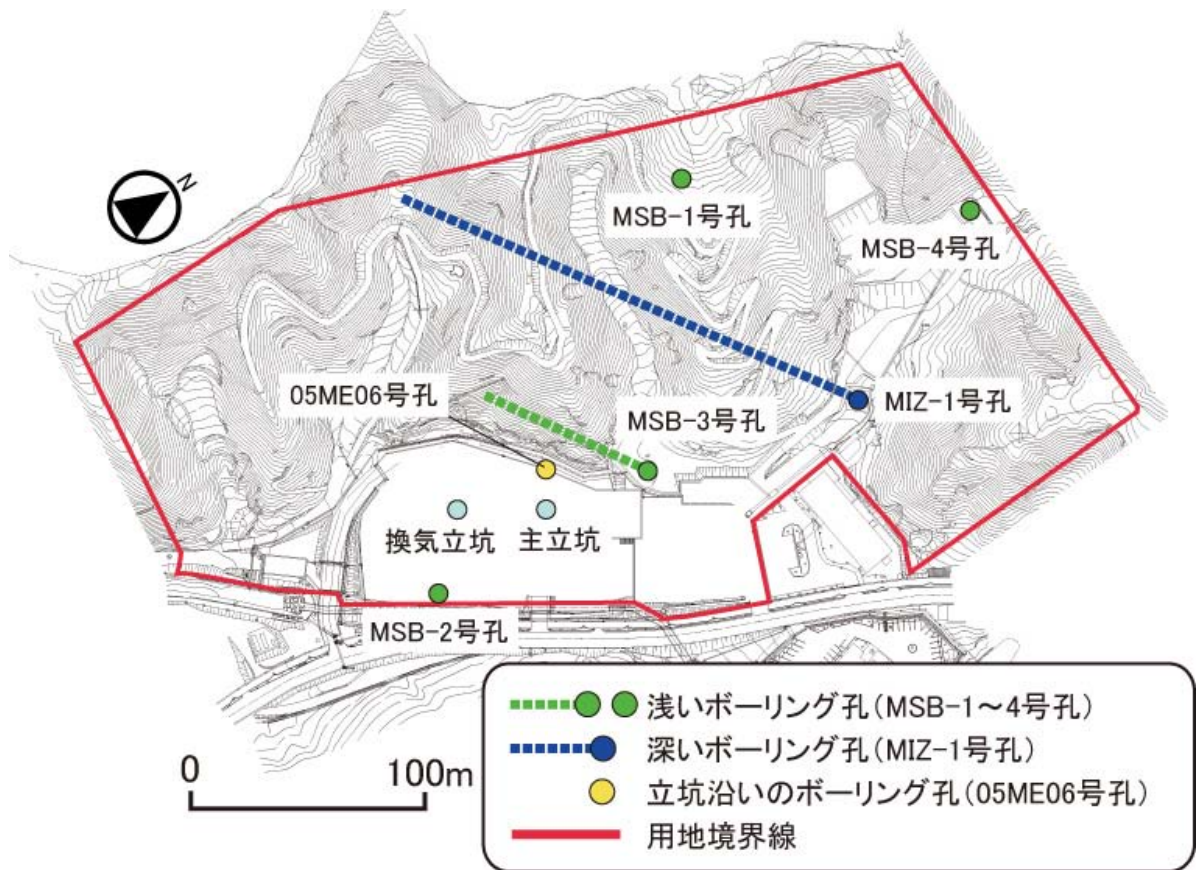 N
MSB-1号孔
MSB-4号孔
05ME06号孔
MSB-3号孔
MIZ-1号孔
換気立坑
主立坑
MSB-2号孔
0
100m
浅いボーリング孔(MSB-1～4号孔)
深いボーリング孔(MIZ-1号孔)
立坑沿いのボーリング孔(05ME06号孔)
用地境界線